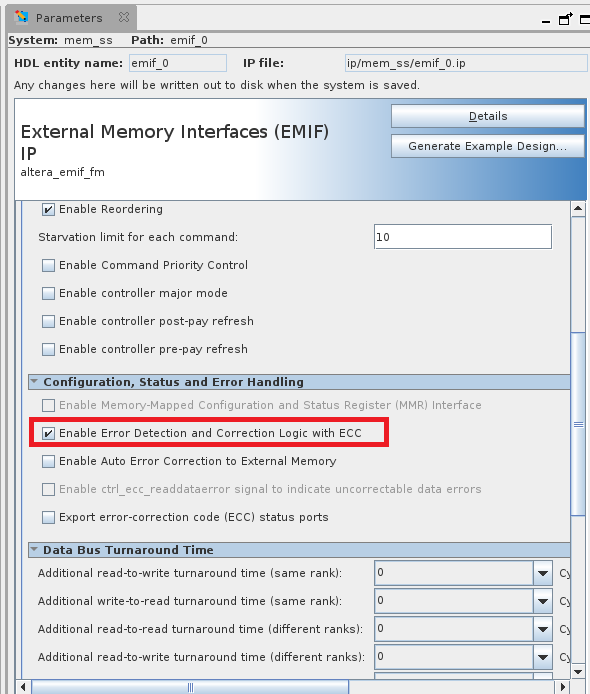 Parameters
System: mem_ss Path: emif_0
HDL entity name: emif_0 IP file: ip/mem_ss/emif_0.ip
Any changes here will be written out to disk when the system is saved.
External Memory Interfaces (EMIF)
IP
altera_emif_fm
Details
Generate Example Design...
Enable Reordering
Starvation limit for each command: 10
Enable Command Priority Control
Enable controller major mode
Enable controller post-pay refresh
Enable controller pre-pay refresh
Configuration, Status and Error Handling
Enable Memory-Mapped Configuration and Status Register (MMR) Interface
Enable Error Detection and Correction Logic with ECC
Enable Auto Error Correction to External Memory
Enable ctrl_ecc_readdataerror signal to indicate uncorrectable data errors
Export error-correction code (ECC) status ports
Data Bus Turnaround Time
Additional read-to-write turnaround time (same rank): 0 Cy
Additional write-to-read turnaround time (same rank): 0 Cy
Additional read-to-read turnaround time (different ranks): 0 Cy
Additional read-to-write turnaround time (different ranks): 0 Cy